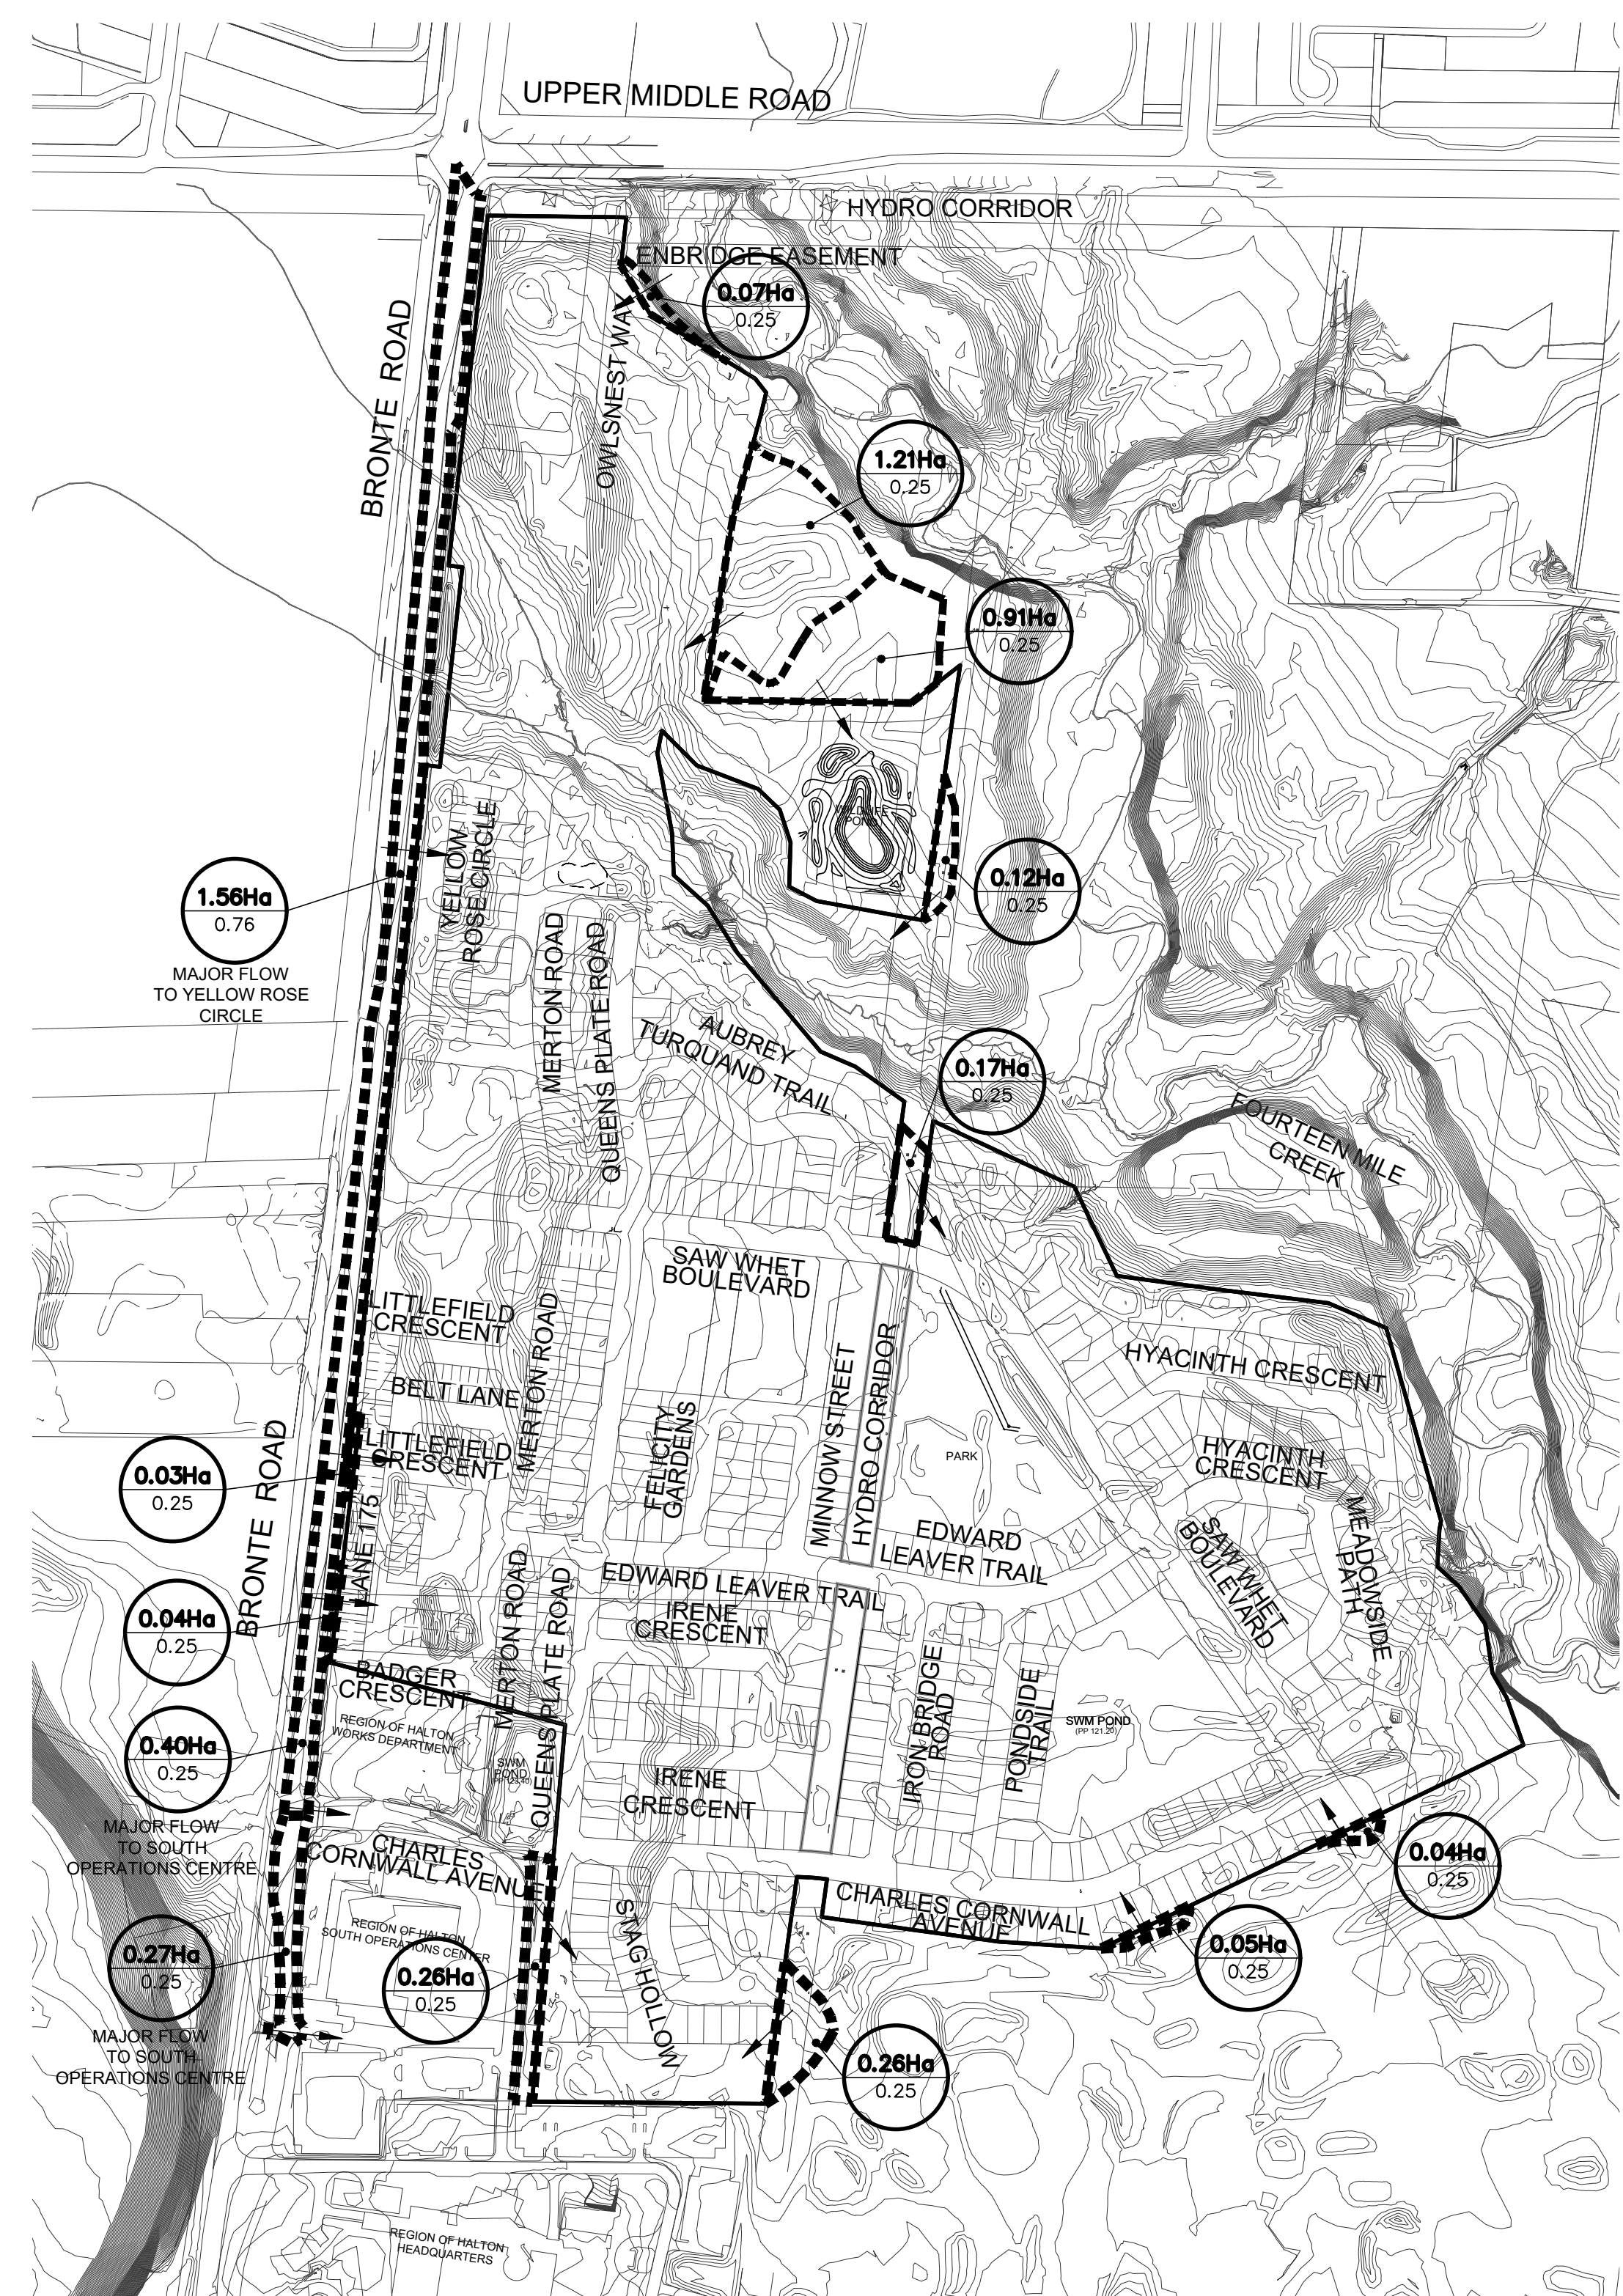 UPPER MIDDLE ROAD
HYDRO CORRIDOR
ENBRIDGE EASEMENT
0.07Ha
0.25
BRONTE ROAD
OWLSNEST WAY
1.21Ha
0.25
0.91Ha
0.25
WILDLIFE
POND
0.12Ha
0.25
1.56Ha
0.76
MAJOR FLOW
TO YELLOW ROSE
CIRCLE
YELLOW
ROSE CIRCLE
MERTON ROAD
QUEENS PLATE ROAD
AUBREY
TURQUAND TRAIL
0.17Ha
0.25
FOURTEEN MILE
CREEK
SAW WHET
BOULEVARD
LITTLEFIELD
CRESCENT
MERTON ROAD
BELT LANE
LITTLEFIELD
CRESCENT
FELICITY
GARDENS
MINNOW STREET
HYDRO CORRIDOR
PARK
HYACINTH CRESCENT
HYACINTH
CRESCENT
0.03Ha
0.25
BRONTE ROAD
LANE 175
EDWARD
LEAVER TRAIL
SAW WHET
BOULEVARD
MEADOWSIDE
PATH
0.04Ha
0.25
MERTON ROAD
QUEENS PLATE ROAD
EDWARD LEAVER TRAIL
IRENE
CRESCENT
BADGER
CRESCENT
REGION OF HALTON
WORKS DEPARTMENT
IRON BRIDGE
ROAD
PONDSIDE
TRAIL
SWM POND
(PP 121.20)
0.40Ha
0.25
MAJOR FLOW
TO SOUTH
OPERATIONS CENTRE
SWM
POND
IRENE
CRESCENT
CHARLES
CORNWALL AVENUE
0.04Ha
0.25
CHARLES CORNWALL
AVENUE
STAG HOLLOW
REGION OF HALTON
SOUTH OPERATIONS CENTER
0.05Ha
0.25
0.27Ha
0.25
MAJOR FLOW
TO SOUTH
OPERATIONS CENTRE
0.26Ha
0.25
0.26Ha
0.25
REGION OF HALTON
HEADQUARTERS